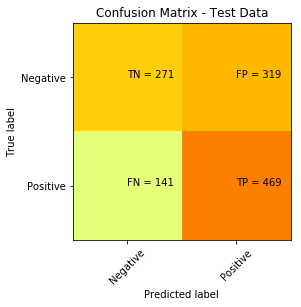 Confusion Matrix - Test Data
True label
Negative
TN = 271
FP = 319
Positive
FN = 141
TP = 469
Negative
Positive
Predicted label